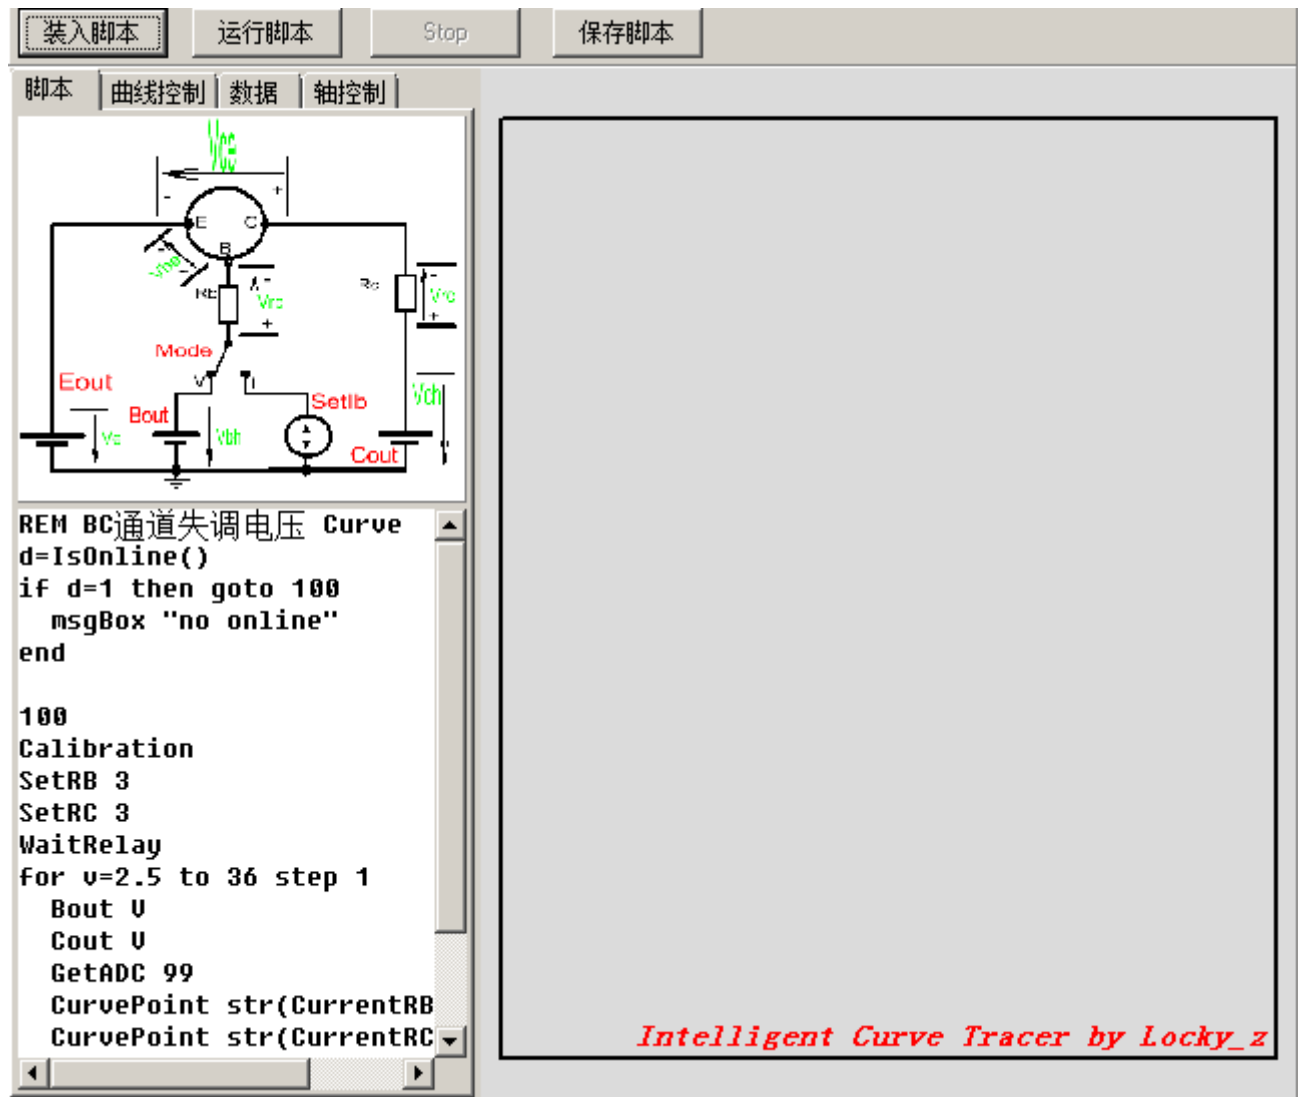 装入脚本 运行脚本 Stop 保存脚本
脚本 曲线控制 数据 轴控制
Vce
- +
E C
B
Vbe
Rb
Vrb
Rc
Vrc
Mode
V I
Eout
Bout
SetIb
Vch
Vbh
Cout
REM BC通道失调电压 Curve
d=IsOnline()
if d=1 then goto 100
msgBox "no online"
end
100
Calibration
SetRB 3
SetRC 3
WaitRelay
for v=2.5 to 36 step 1
Bout V
Cout V
GetADC 99
CurvePoint str(CurrentRB
CurvePoint str(CurrentRC
Intelligent Curve Tracer by Locky_z